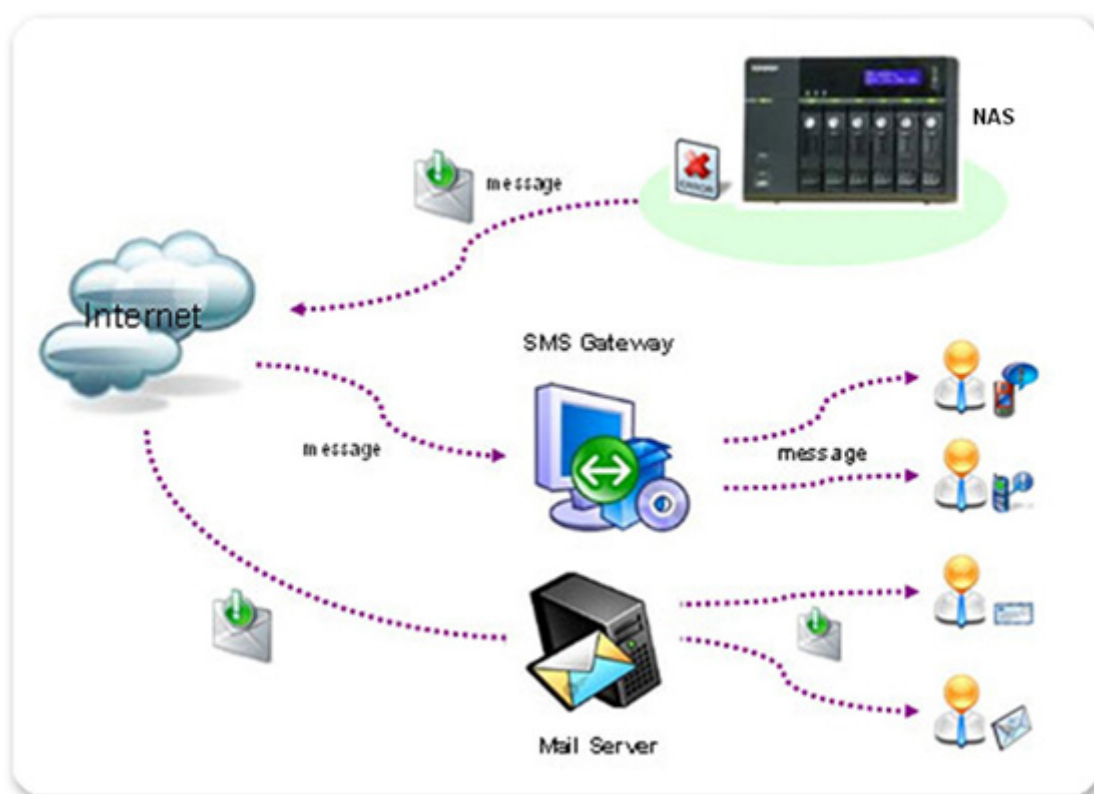 NAS
message
Internet
SMS Gateway
message
message
Mail Server